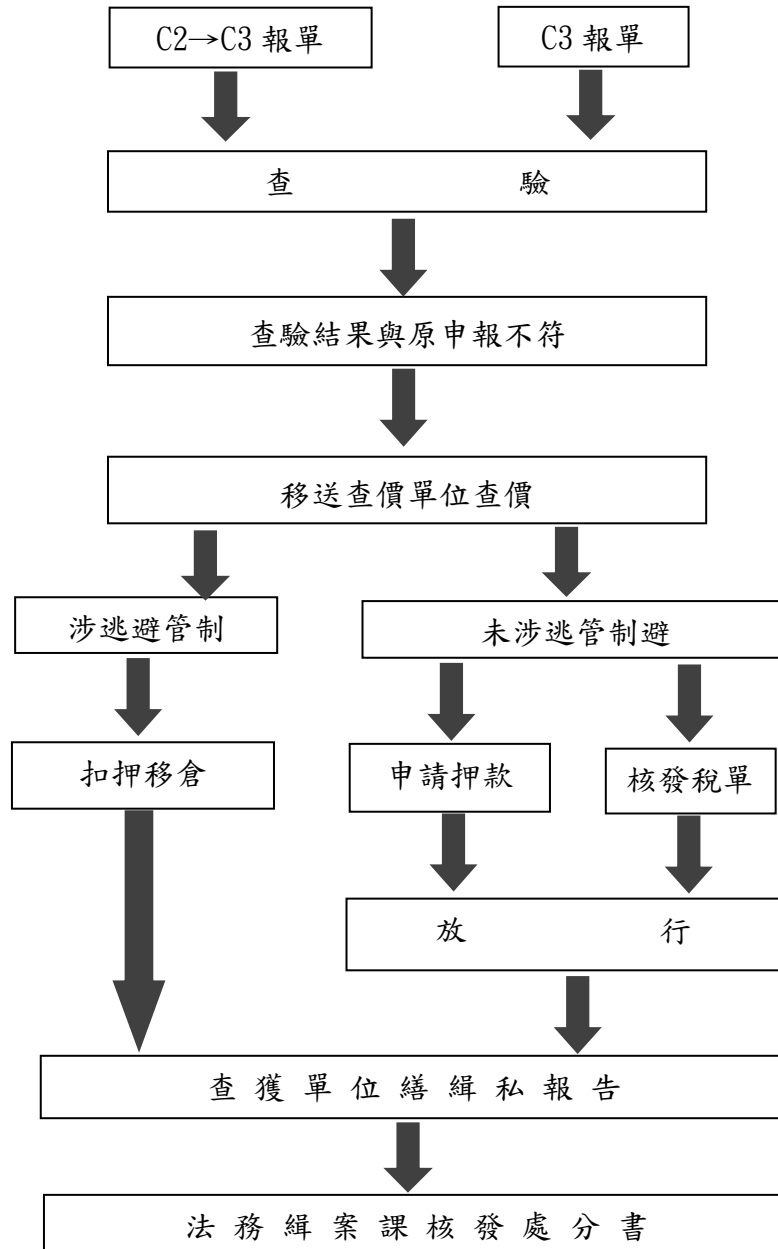 C2→C3 報單
C3 報單
查 驗
查驗結果與原申報不符
移送查價單位查價
涉逃避管制
未涉逃管制避
扣押移倉
申請押款
核發稅單
放 行
查 獲 單 位 繕 緝 私 報 告
法 務 緝 案 課 核 發 處 分 書